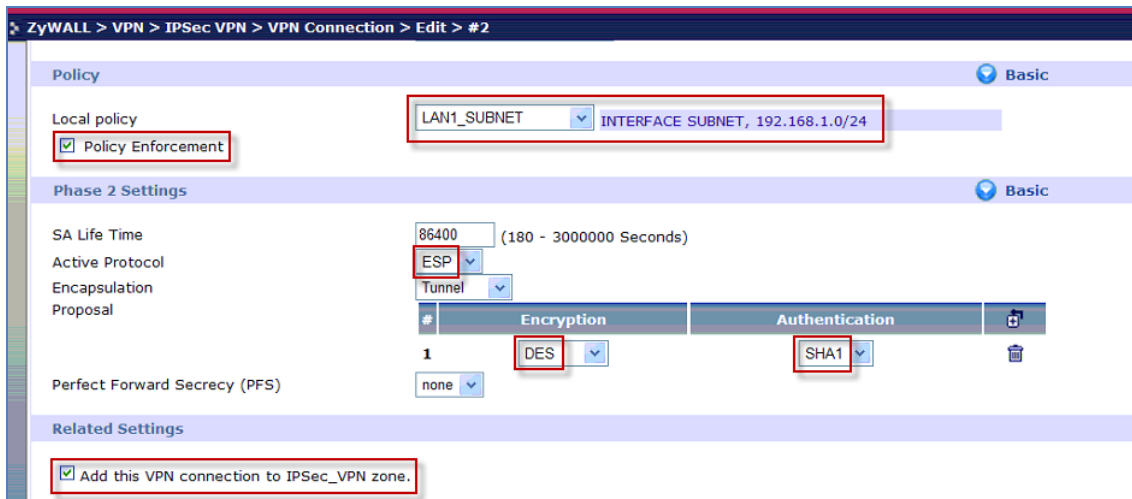 ZyWALL > VPN > IPSec VPN > VPN Connection > Edit > #2
Policy Basic
Local policy LAN1_SUBNET INTERFACE SUBNET, 192.168.1.0/24
Policy Enforcement
Phase 2 Settings Basic
SA Life Time 86400 (180 - 3000000 Seconds)
Active Protocol ESP
Encapsulation Tunnel
Proposal # Encryption Authentication
1 DES SHA1
Perfect Forward Secrecy (PFS) none
Related Settings
Add this VPN connection to IPSec_VPN zone.